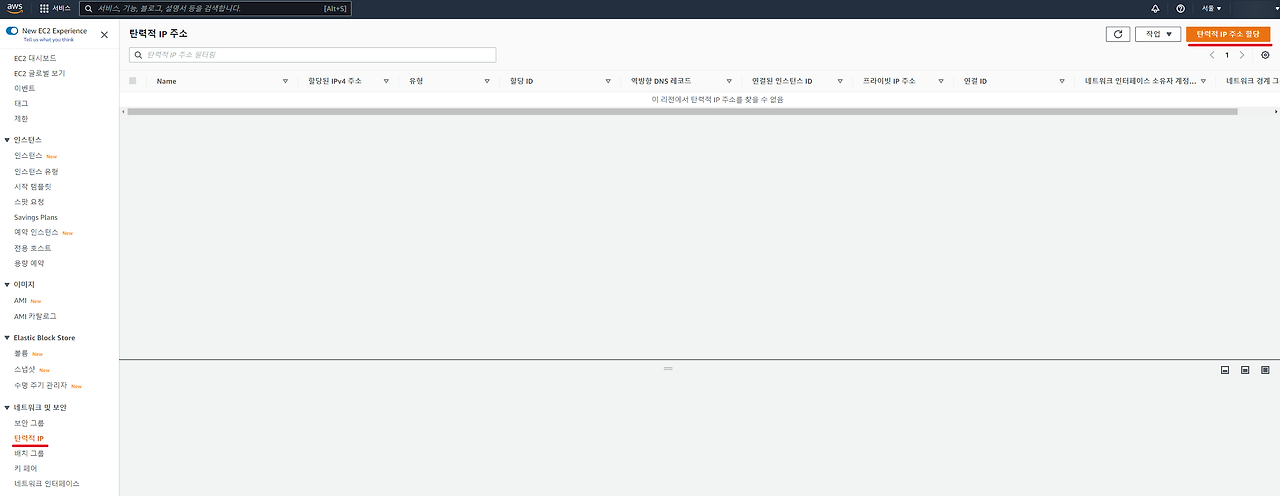 aws
서비스
서비스, 기능, 블로그, 설명서 등을 검색합니다.
[Alt+S]
서울 ▼
New EC2 Experience
Tell us what you think
EC2 대시보드
EC2 글로벌 보기
이벤트
태그
제한
▼ 인스턴스
인스턴스 New
인스턴스 유형
시작 템플릿
스팟 요청
Savings Plans
예약 인스턴스 New
전용 호스트
용량 예약
▼ 이미지
AMI New
AMI 카탈로그
▼ Elastic Block Store
볼륨 New
스냅샷 New
수명 주기 관리자 New
▼ 네트워크 및 보안
보안 그룹
탄력적 IP
배치 그룹
키 페어
네트워크 인터페이스
탄력적 IP 주소
작업 ▼
탄력적 IP 주소 할당
탄력적 IP 주소 필터링
1
Name
할당된 IPv4 주소
유형
할당 ID
역방향 DNS 레코드
연결된 인스턴스 ID
프라이빗 IP 주소
연결 ID
네트워크 인터페이스 소유자 계정...
네트워크 경계 그
이 리전에서 탄력적 IP 주소를 찾을 수 없음